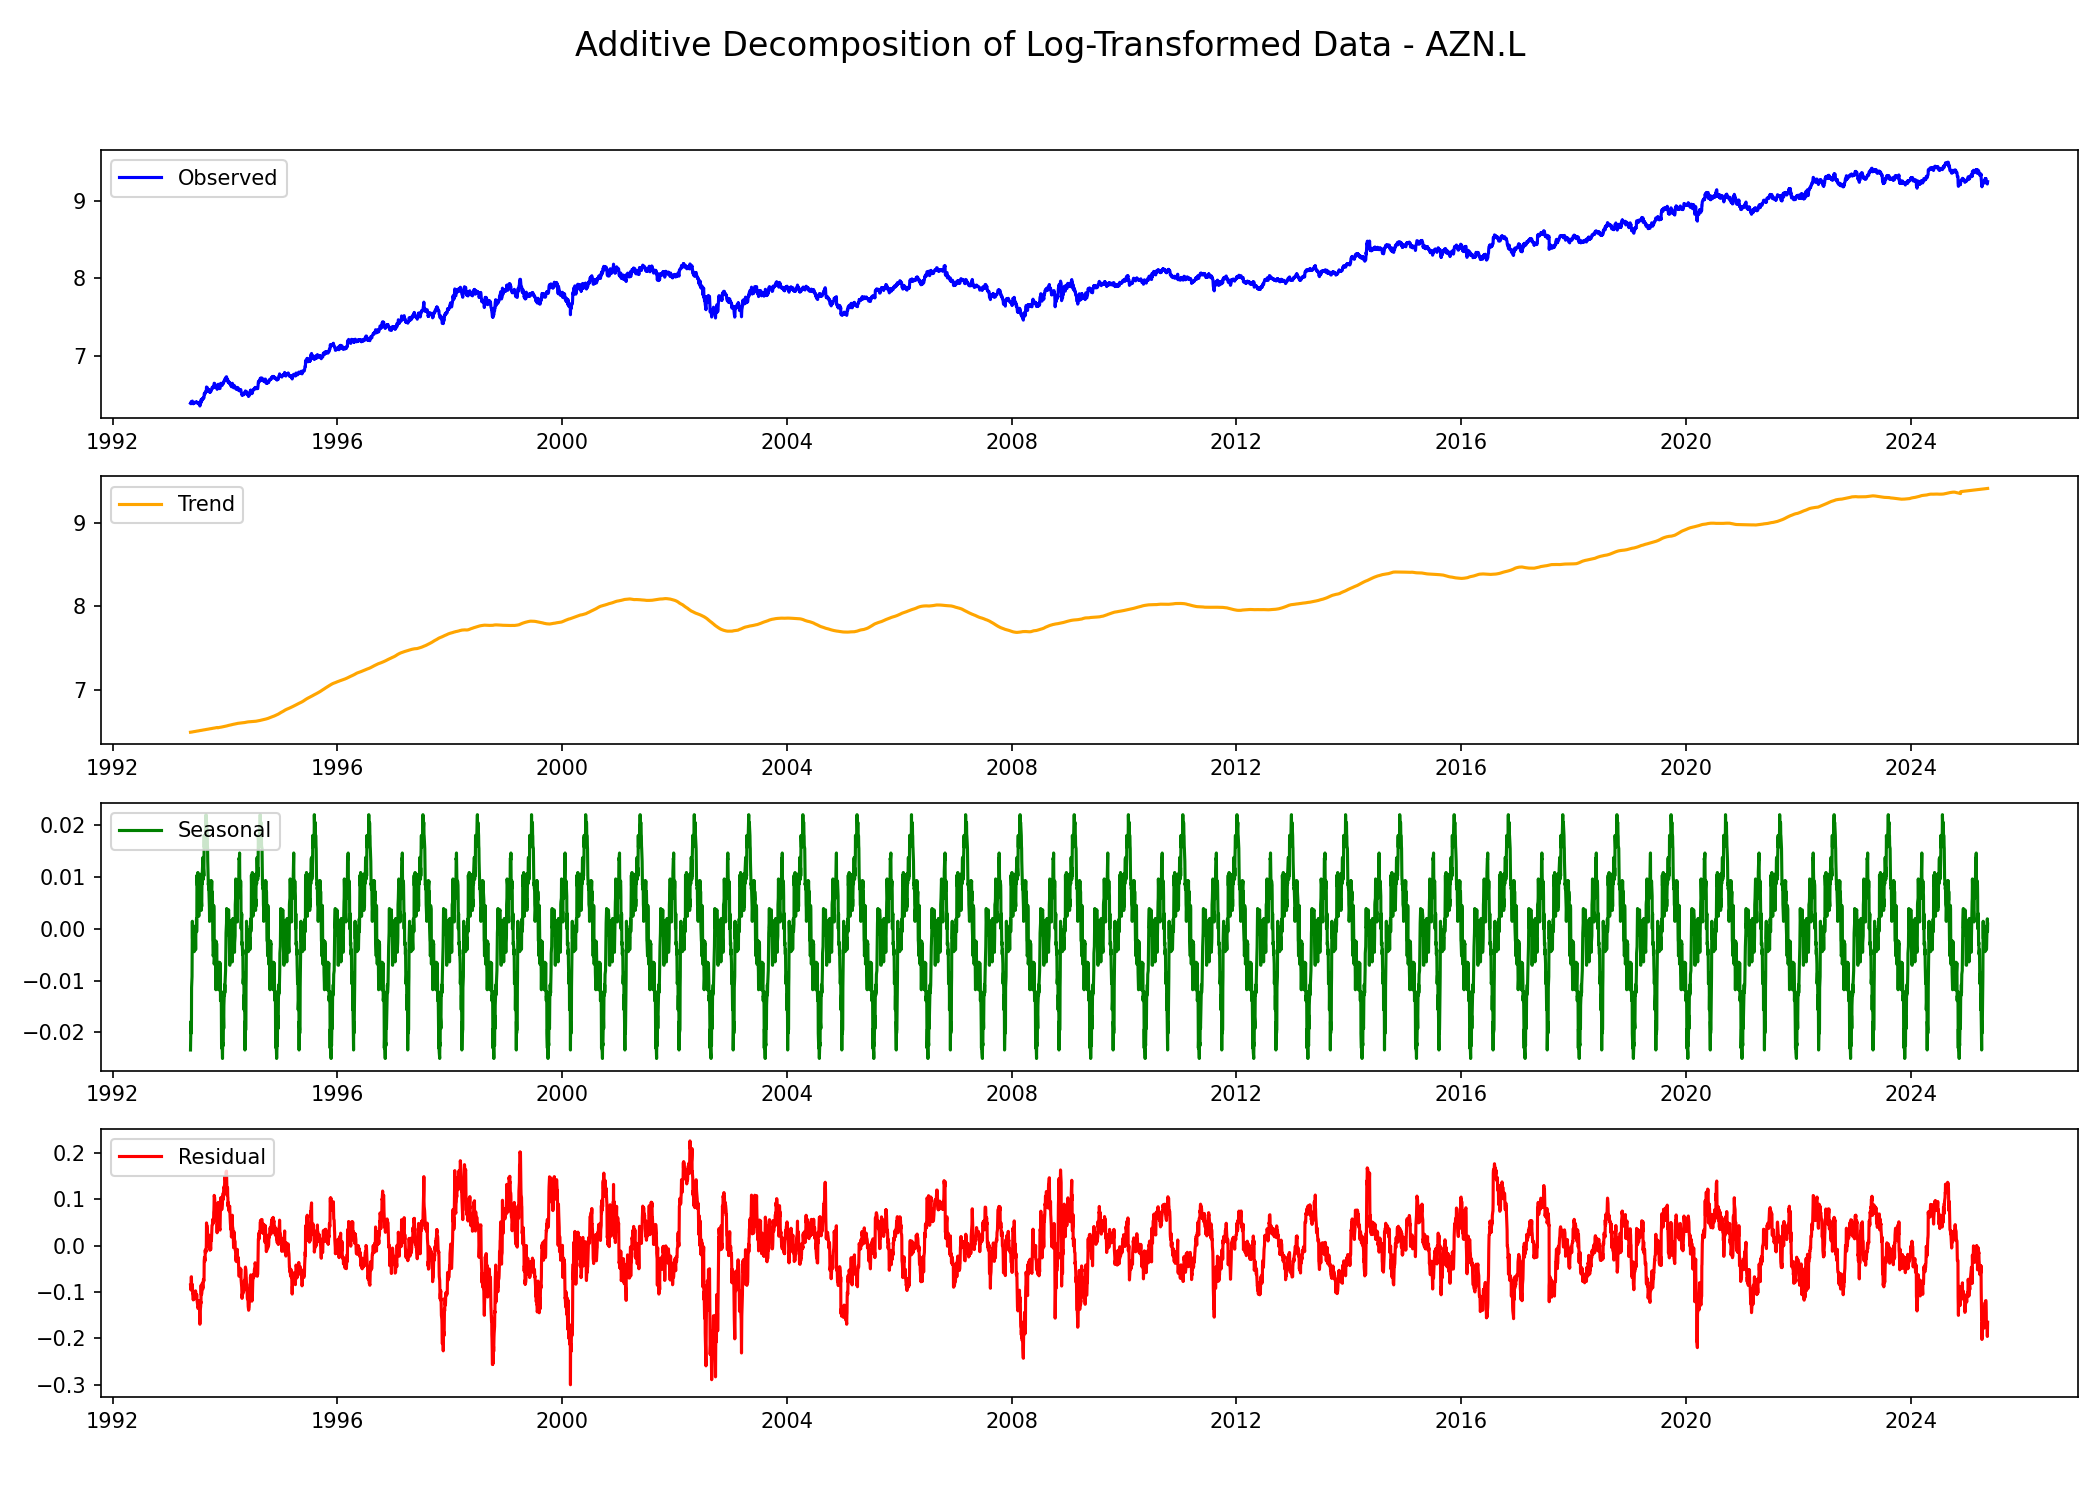 Additive Decomposition of Log-Transformed Data - AZN.L
Observed
9
8
7
1992 1996 2000 2004 2008 2012 2016 2020 2024
Trend
9
8
7
1992 1996 2000 2004 2008 2012 2016 2020 2024
Seasonal
0.02
0.01
0.00
−0.01
−0.02
1992 1996 2000 2004 2008 2012 2016 2020 2024
Residual
0.2
0.1
0.0
−0.1
−0.2
−0.3
1992 1996 2000 2004 2008 2012 2016 2020 2024